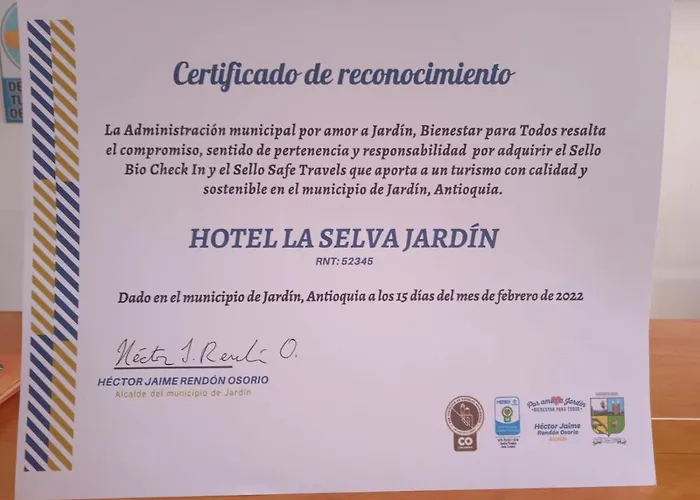 Certificado de reconocimiento
La Administración municipal por amor a Jardín, Bienestar para Todos resalta
el compromiso, sentido de pertenencia y responsabilidad por adquirir el Sello
Bio Check In y el Sello Safe Travels que aporta a un turismo con calidad y
sostenible en el municipio de Jardín, Antioquia.
HOTEL LA SELVA JARDÍN
RNT: 52345
Dado en el municipio de Jardín, Antioquia a los 15 días del mes de febrero de 2022
Héctor J. Rendón O.
HÉCTOR JAIME RENDÓN OSORIO
Alcalde del municipio de Jardín
CO
Por amor a Jardín
BIENESTAR PARA TODOS
Héctor Jaime
Rendón Osorio
Alcalde